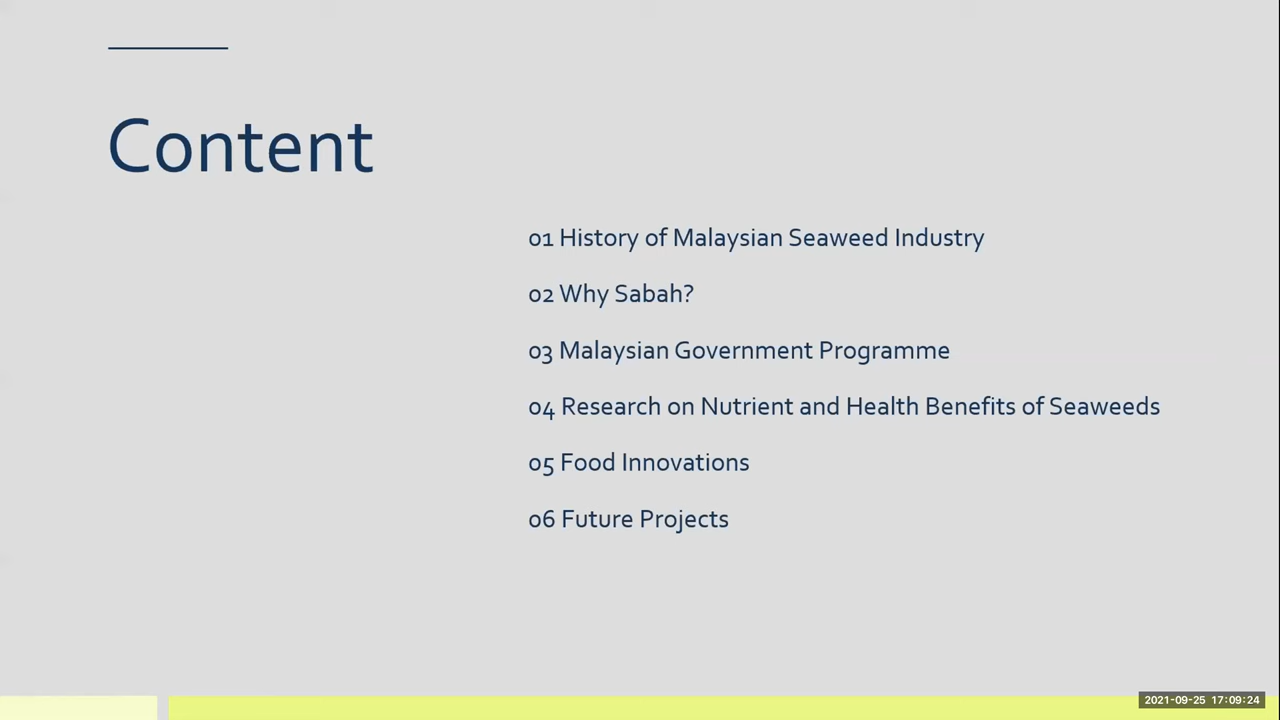 Content
01 History of Malaysian Seaweed Industry
02 Why Sabah?
03 Malaysian Government Programme
04 Research on Nutrient and Health Benefits of Seaweeds
05 Food Innovations
06 Future Projects
2021-09-25 17:09:24